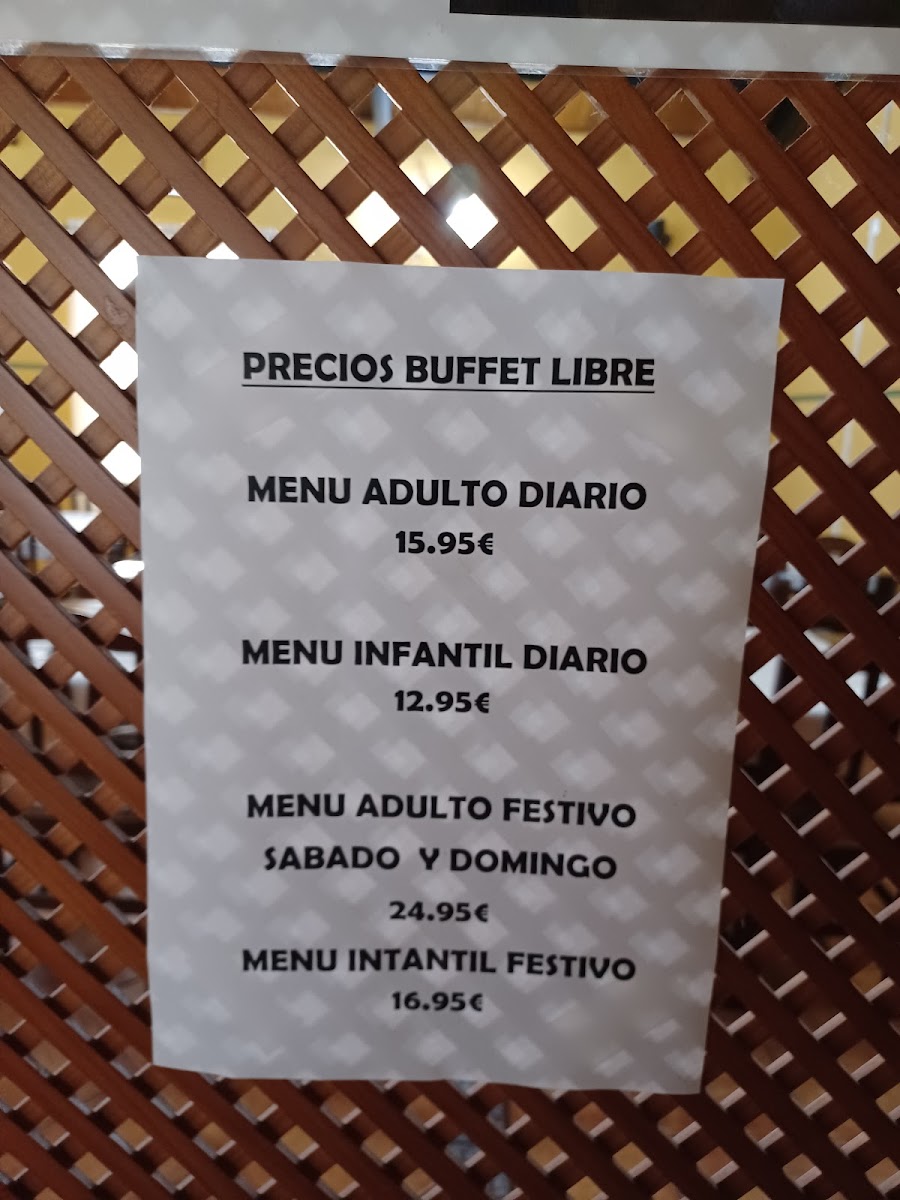 PRECIOS BUFFET LIBRE
MENU ADULTO DIARIO
15.95€
MENU INFANTIL DIARIO
12.95€
MENU ADULTO FESTIVO
SABADO Y DOMINGO
24.95€
MENU INTANTIL FESTIVO
16.95€